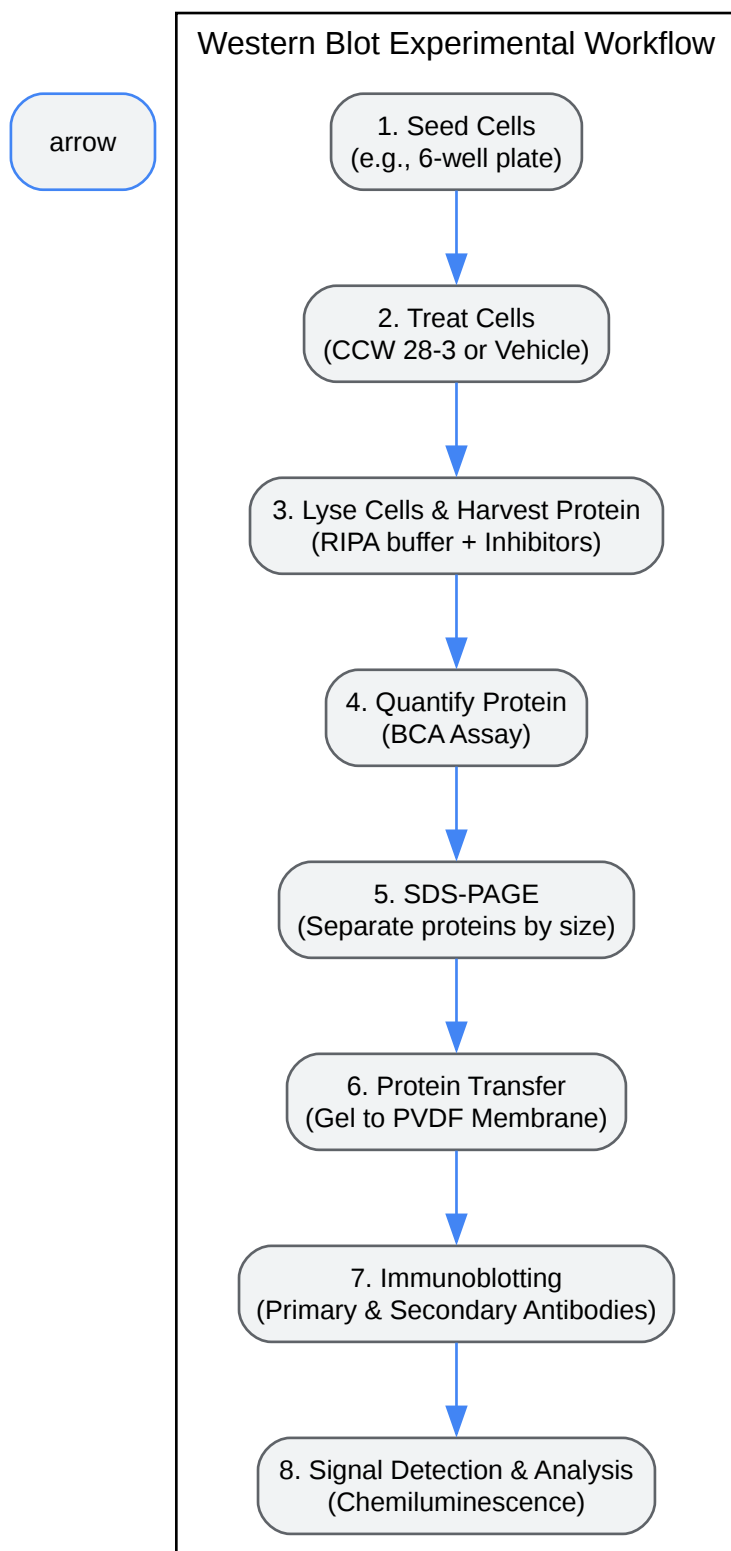 Western Blot Experimental Workflow
arrow
1. Seed Cells
(e.g., 6-well plate)
2. Treat Cells
(CCW 28-3 or Vehicle)
3. Lyse Cells & Harvest Protein
(RIPA buffer + Inhibitors)
4. Quantify Protein
(BCA Assay)
5. SDS-PAGE
(Separate proteins by size)
6. Protein Transfer
(Gel to PVDF Membrane)
7. Immunoblotting
(Primary & Secondary Antibodies)
8. Signal Detection & Analysis
(Chemiluminescence)